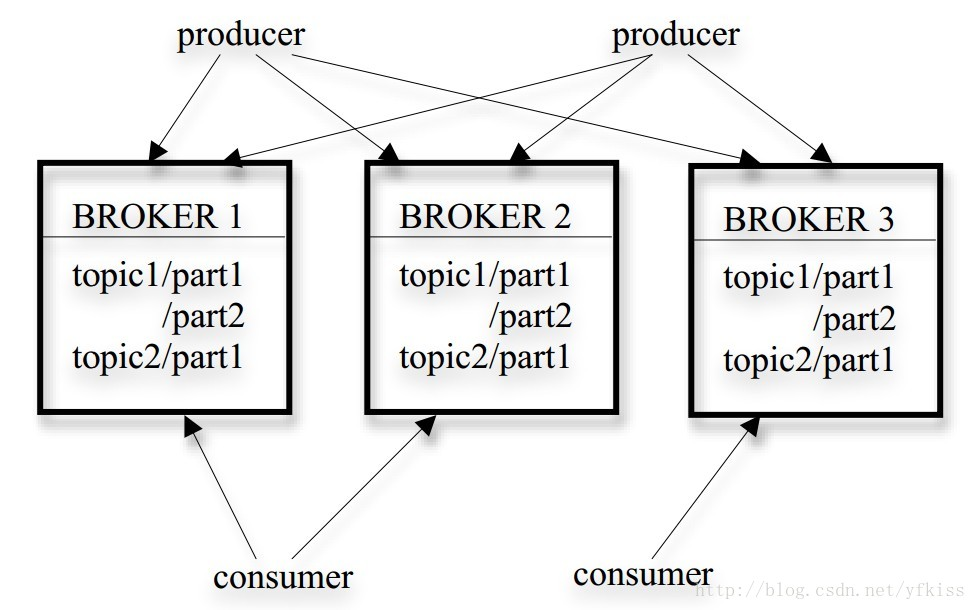 producer producer
BROKER 1 BROKER 2 BROKER 3
topic1/part1 topic1/part1 topic1/part1
/part2 /part2 /part2
topic2/part1 topic2/part1 topic2/part1
consumer consumer
http://blog.csdn.net/yfkiss